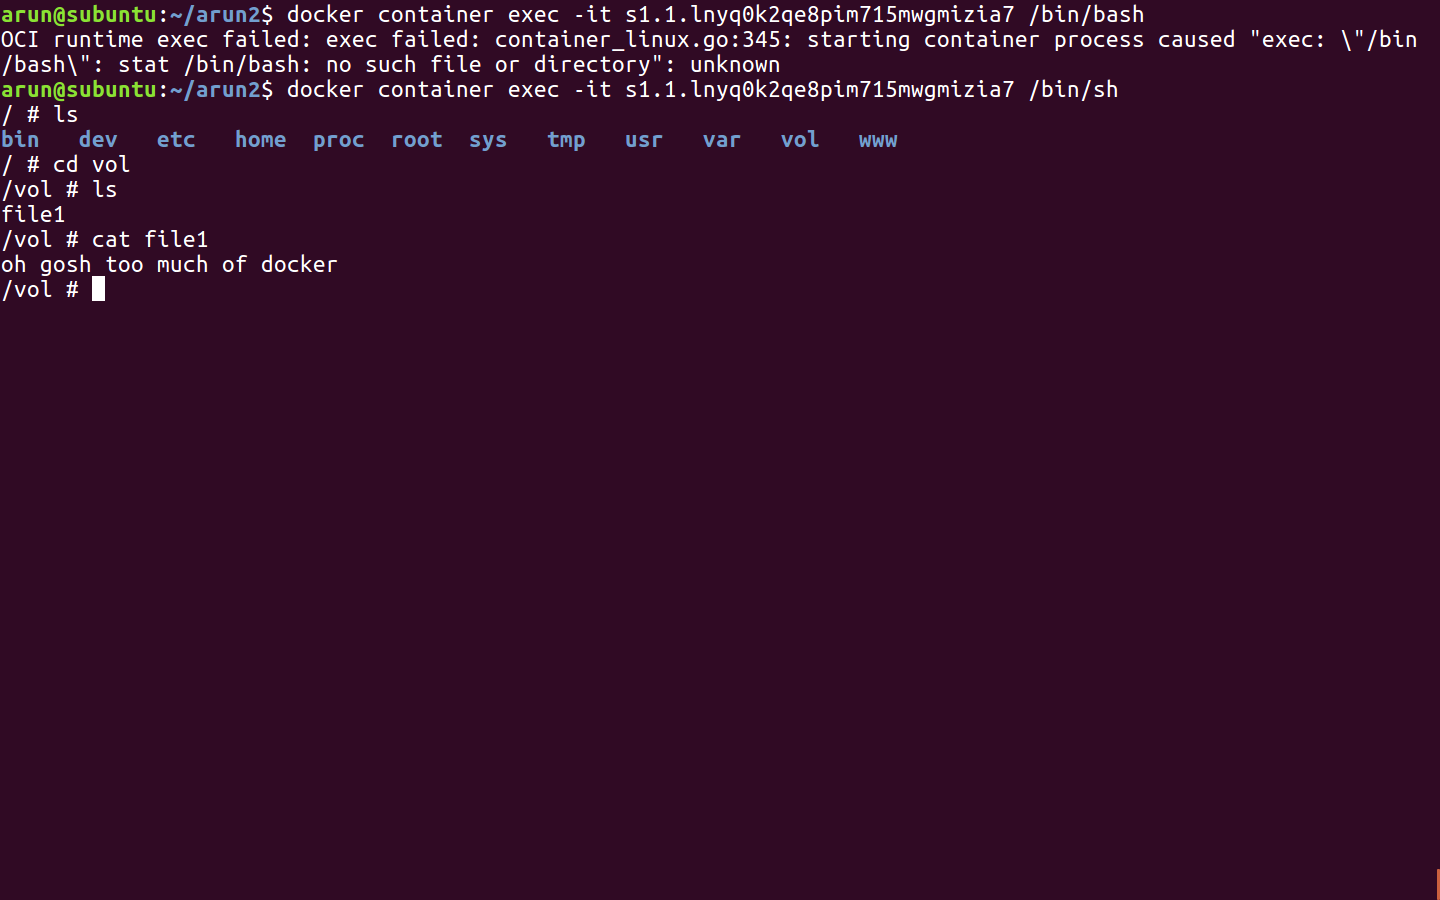 arun@subuntu:~/arun2$ docker container exec -it s1.1.lnyq0k2qe8pim715mwgmizia7 /bin/bash
OCI runtime exec failed: exec failed: container_linux.go:345: starting container process caused "exec: \"/bin
/bash\": stat /bin/bash: no such file or directory": unknown
arun@subuntu:~/arun2$ docker container exec -it s1.1.lnyq0k2qe8pim715mwgmizia7 /bin/sh
/ # ls
bin   dev   etc   home  proc  root  sys   tmp   usr   var   vol   www
/ # cd vol
/vol # ls
file1
/vol # cat file1
oh gosh too much of docker
/vol #